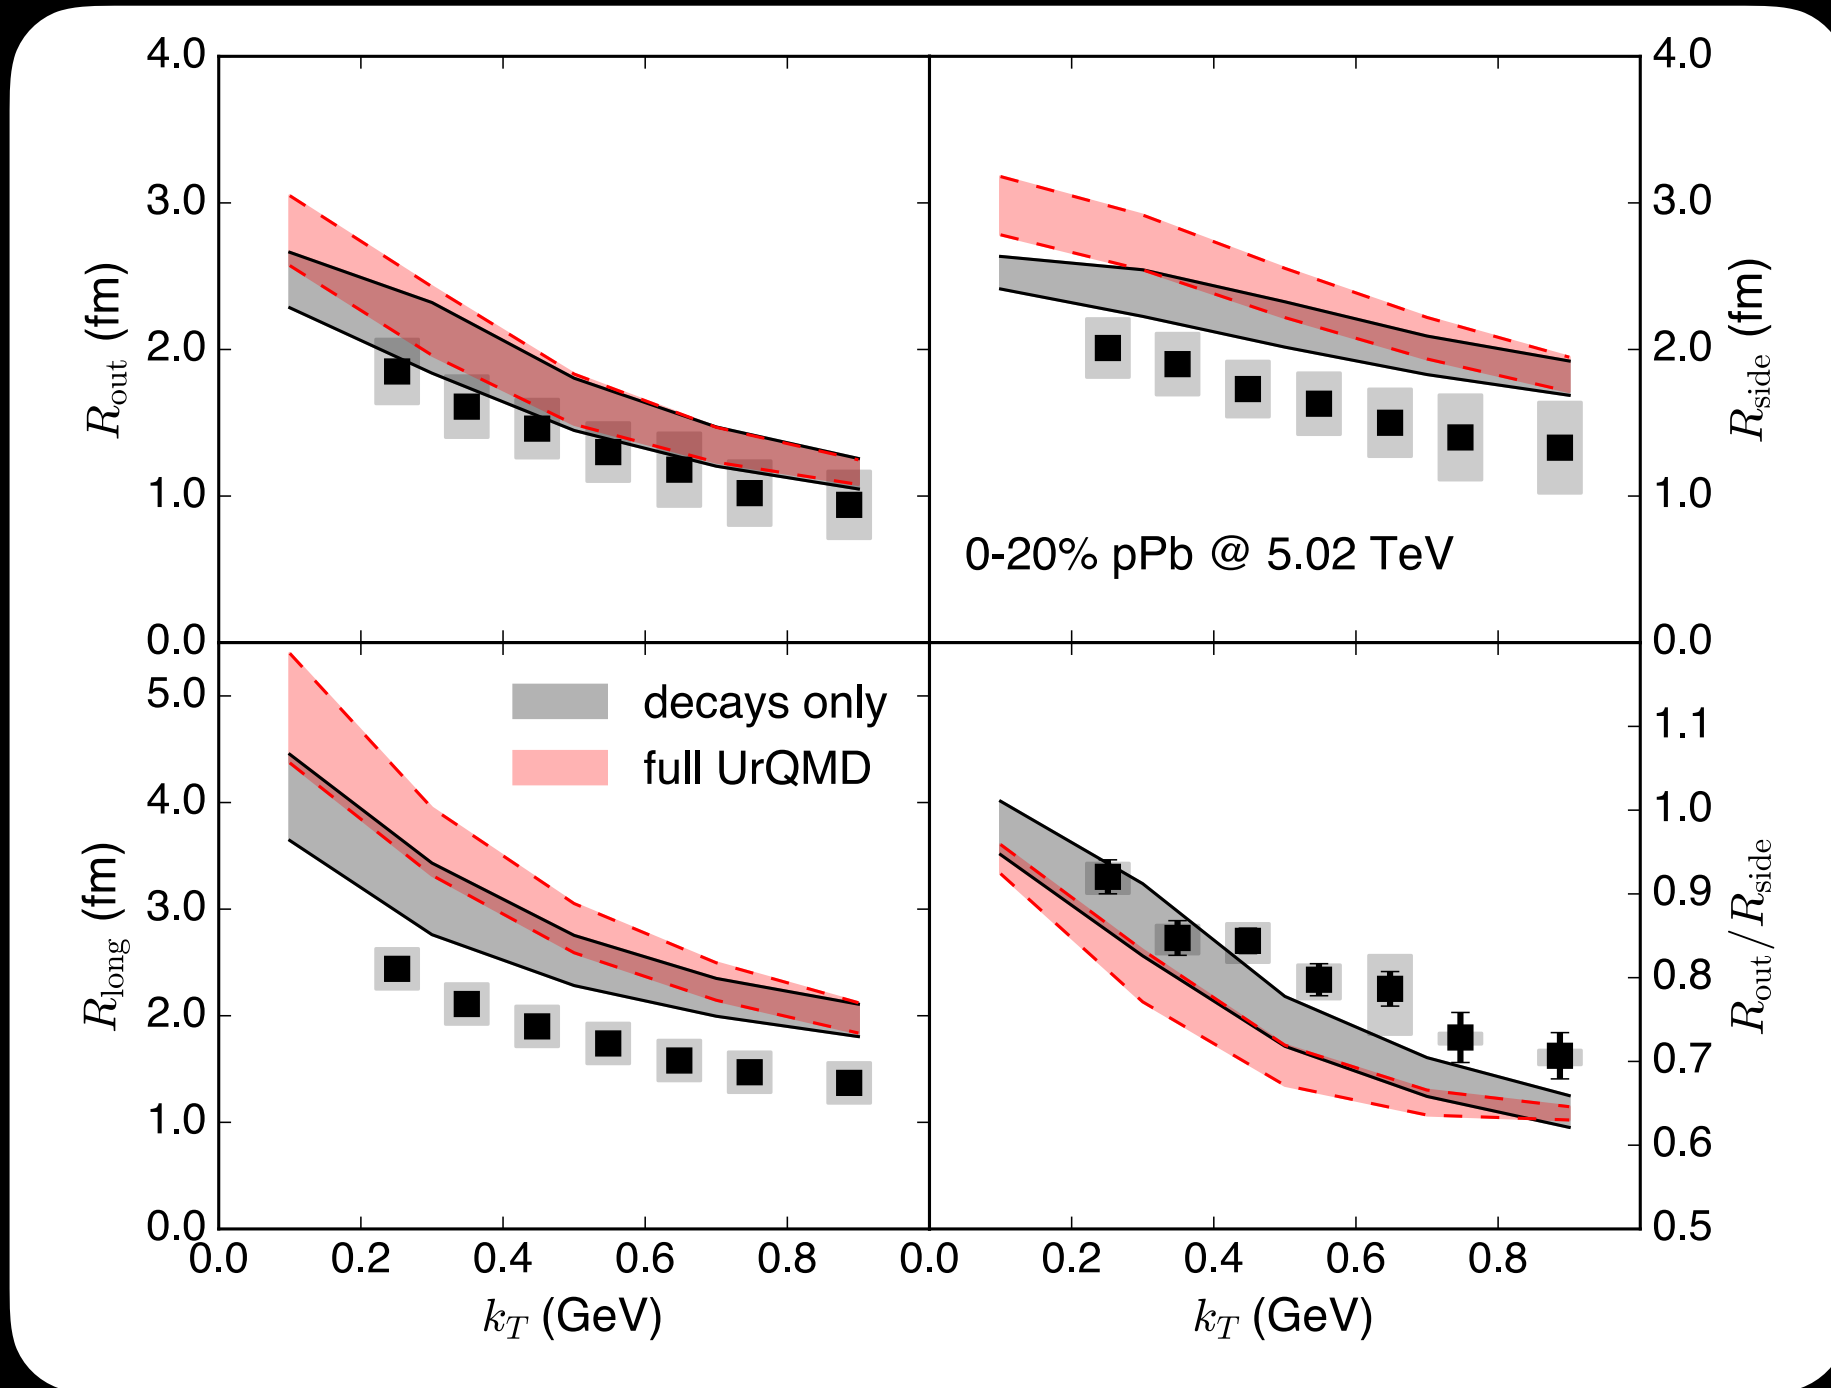 4.0
3.0
2.0
1.0
0.0
R_out (fm)
4.0
3.0
2.0
1.0
0.0
R_side (fm)
0-20% pPb @ 5.02 TeV
5.0
4.0
3.0
2.0
1.0
0.0
R_long (fm)
decays only
full UrQMD
1.1
1.0
0.9
0.8
0.7
0.6
0.5
R_out/R_side
0.0 0.2 0.4 0.6 0.8 0.0 0.2 0.4 0.6 0.8
k_T (GeV) k_T (GeV)